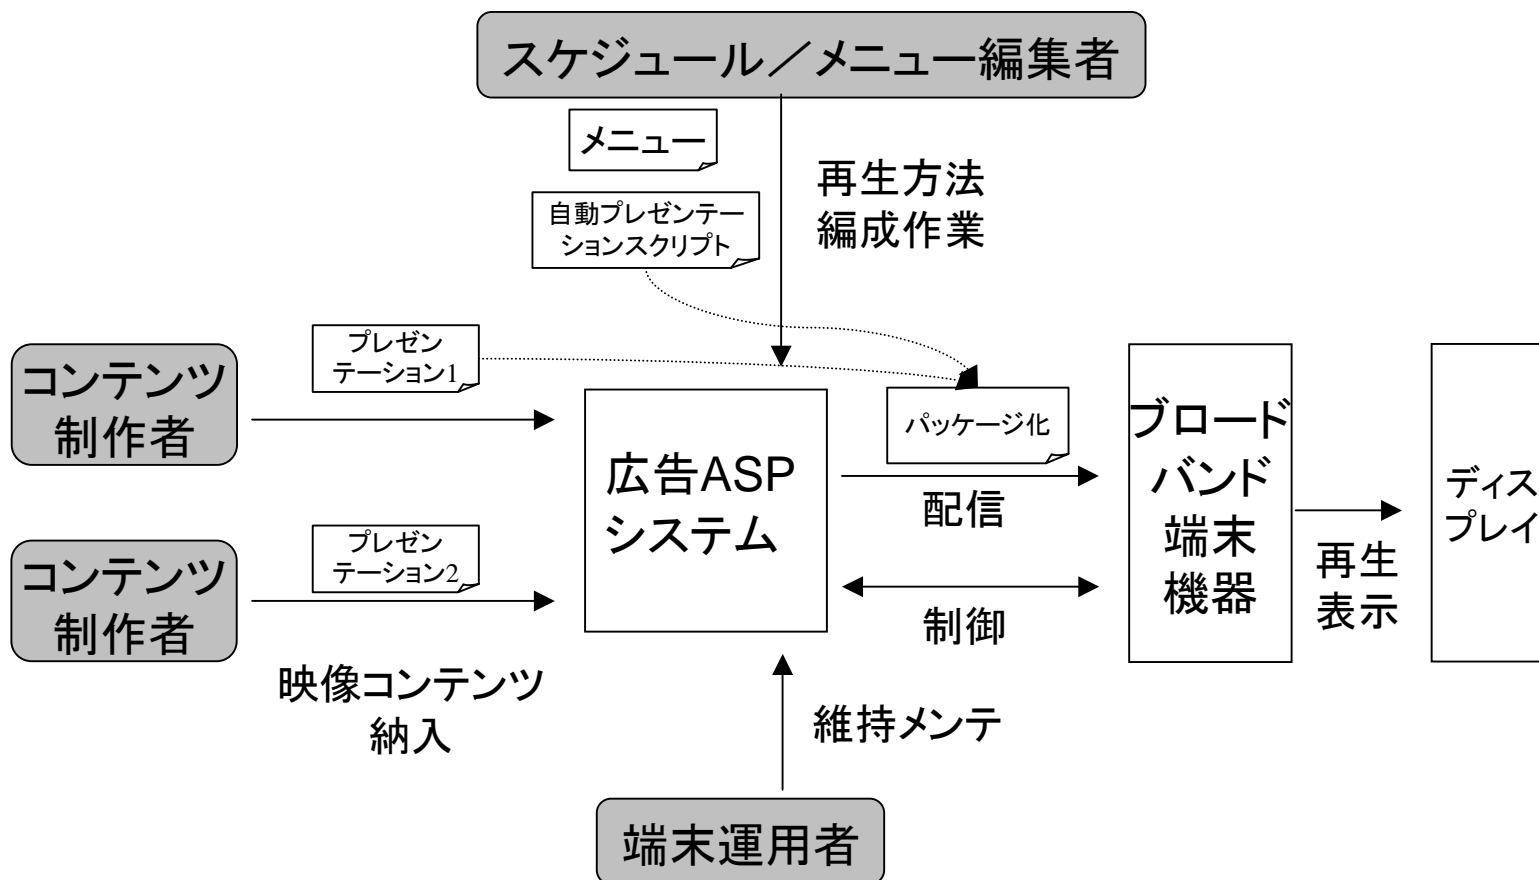 スケジュール／メニュー編集者
メニュー
再生方法
編成作業
自動プレゼンテー
ションスクリプト
プレゼン
テーション1
コンテンツ
制作者
パッケージ化
広告ASP
システム
配信
ブロード
バンド
端末
機器
ディス
プレイ
プレゼン
テーション2
コンテンツ
制作者
再生
表示
制御
映像コンテンツ
納入
維持メンテ
端末運用者